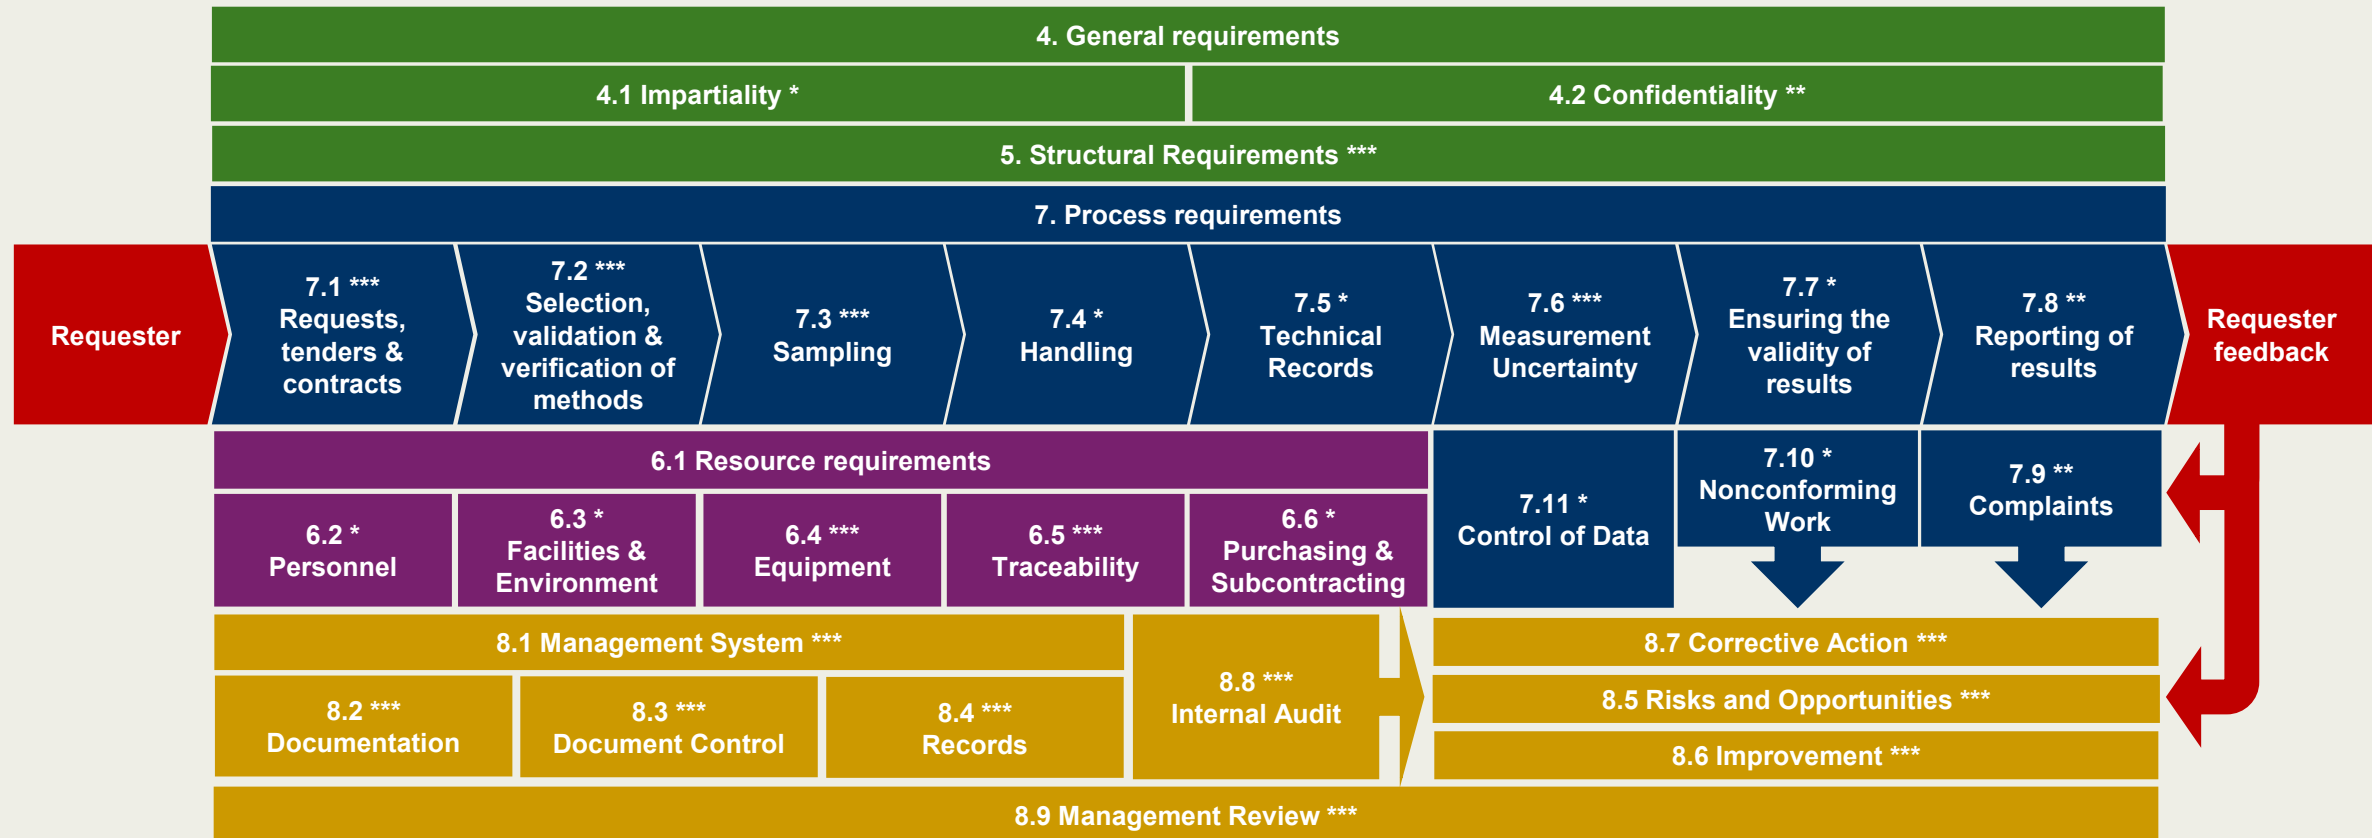 4. General requirements
4.1 Impartiality *
4.2 Confidentiality **
5. Structural Requirements ***
7. Process requirements
Requester
7.1 ***
Requests,
tenders &
contracts
7.2 ***
Selection,
validation &
verification of
methods
7.3 ***
Sampling
7.4 *
Handling
7.5 *
Technical
Records
7.6 ***
Measurement
Uncertainty
7.7 *
Ensuring the
validity of
results
7.8 **
Reporting of
results
Requester
feedback
6.1 Resource requirements
6.2 *
Personnel
6.3 *
Facilities &
Environment
6.4 ***
Equipment
6.5 ***
Traceability
6.6 *
Purchasing &
Subcontracting
7.11 *
Control of Data
7.10 *
Nonconforming
Work
7.9 **
Complaints
8.1 Management System ***
8.2 ***
Documentation
8.3 ***
Document Control
8.4 ***
Records
8.8 ***
Internal Audit
8.7 Corrective Action ***
8.5 Risks and Opportunities ***
8.6 Improvement ***
8.9 Management Review ***